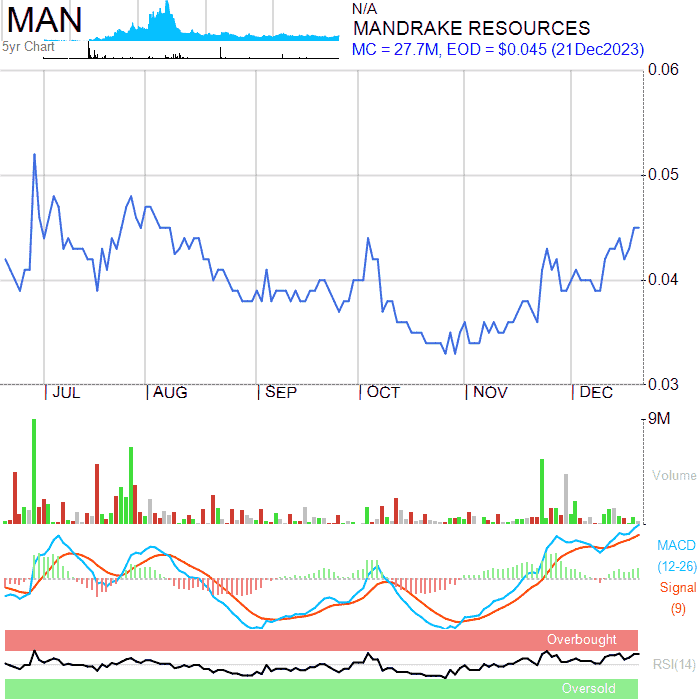 MAN
5yr Chart
N/A
MANDRAKE RESOURCES
MC = 27.7M, EOD = $0.045 (21Dec2023)
0.06
0.05
0.04
0.03
JUL AUG SEP OCT NOV DEC
9M
Volume
MACD
(12-26)
Signal
(9)
Overbought
RSI(14)
Oversold